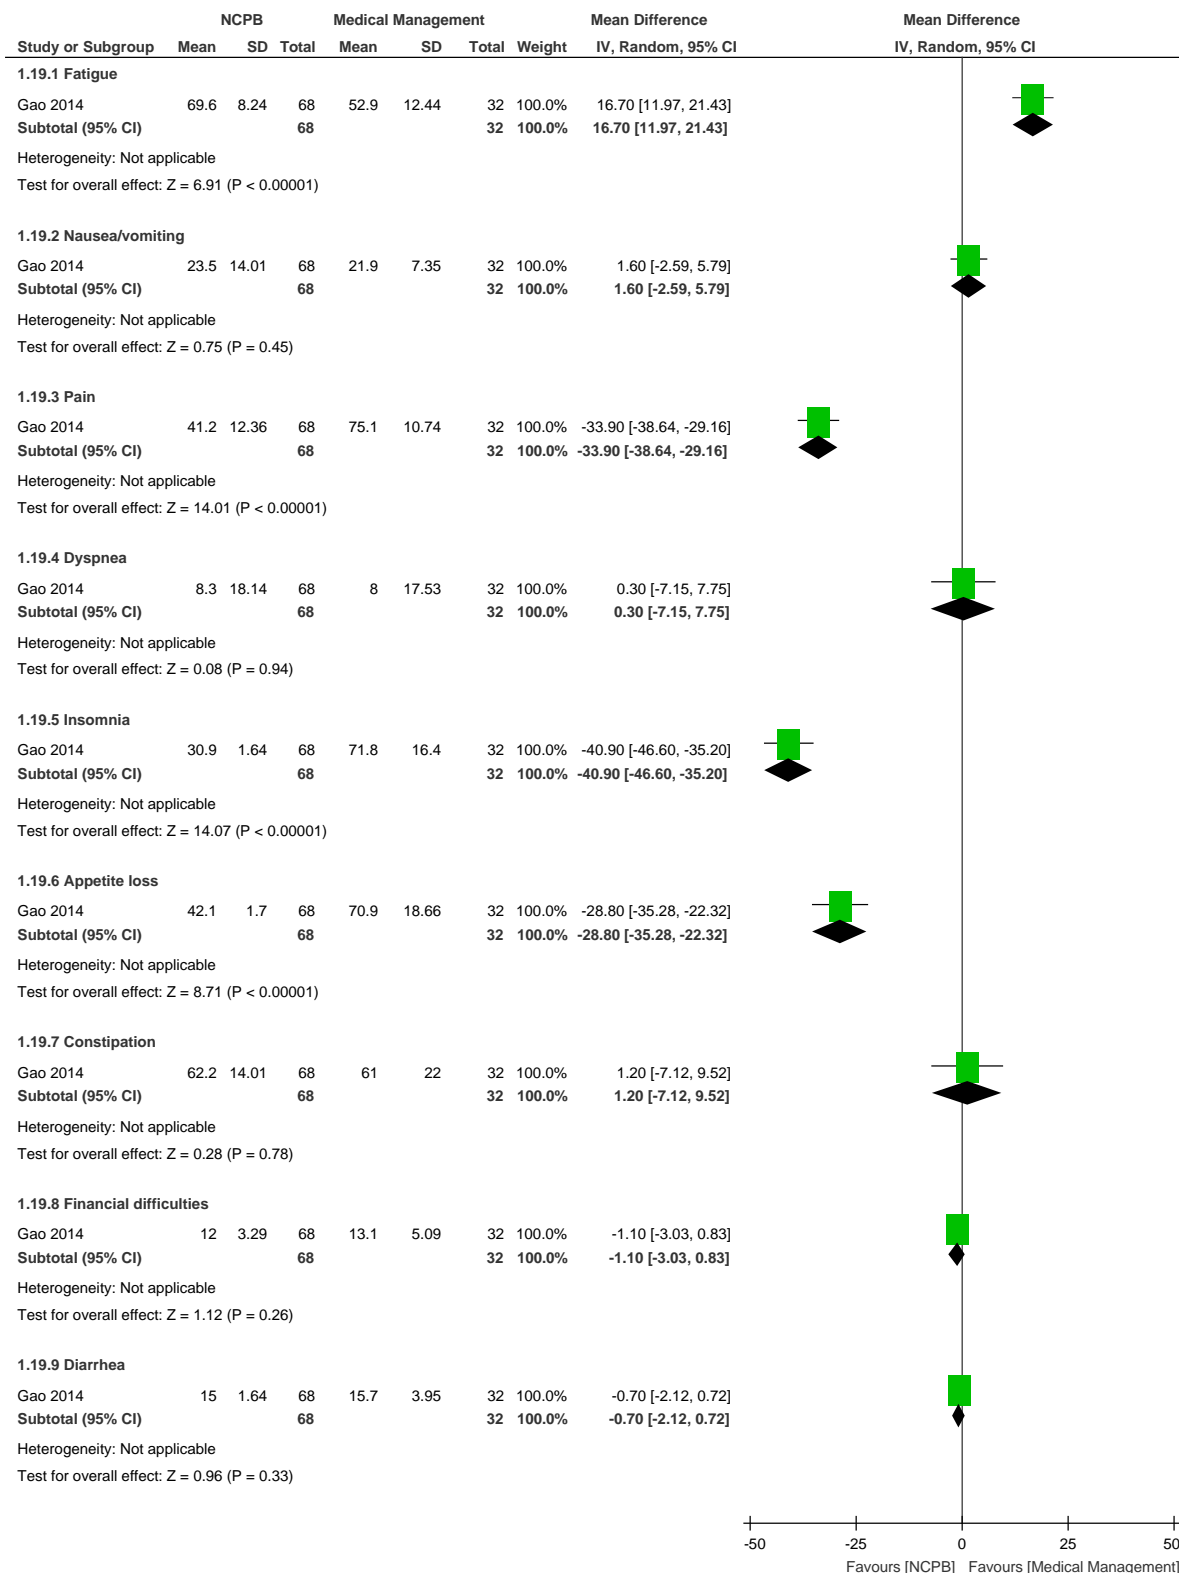 NCPB Medical Management Mean Difference Mean Difference
Study or Subgroup Mean SD Total Mean SD Total Weight IV, Random, 95% CI IV, Random, 95% CI
1.19.1 Fatigue
Gao 2014 69.6 8.24 68 52.9 12.44 32 100.0% 16.70 [11.97, 21.43]
Subtotal (95% CI) 68 32 100.0% 16.70 [11.97, 21.43]
Heterogeneity: Not applicable
Test for overall effect: Z = 6.91 (P < 0.00001)
1.19.2 Nausea/vomiting
Gao 2014 23.5 14.01 68 21.9 7.35 32 100.0% 1.60 [-2.59, 5.79]
Subtotal (95% CI) 68 32 100.0% 1.60 [-2.59, 5.79]
Heterogeneity: Not applicable
Test for overall effect: Z = 0.75 (P = 0.45)
1.19.3 Pain
Gao 2014 41.2 12.36 68 75.1 10.74 32 100.0% -33.90 [-38.64, -29.16]
Subtotal (95% CI) 68 32 100.0% -33.90 [-38.64, -29.16]
Heterogeneity: Not applicable
Test for overall effect: Z = 14.01 (P < 0.00001)
1.19.4 Dyspnea
Gao 2014 8.3 18.14 68 8 17.53 32 100.0% 0.30 [-7.15, 7.75]
Subtotal (95% CI) 68 32 100.0% 0.30 [-7.15, 7.75]
Heterogeneity: Not applicable
Test for overall effect: Z = 0.08 (P = 0.94)
1.19.5 Insomnia
Gao 2014 30.9 1.64 68 71.8 16.4 32 100.0% -40.90 [-46.60, -35.20]
Subtotal (95% CI) 68 32 100.0% -40.90 [-46.60, -35.20]
Heterogeneity: Not applicable
Test for overall effect: Z = 14.07 (P < 0.00001)
1.19.6 Appetite loss
Gao 2014 42.1 1.7 68 70.9 18.66 32 100.0% -28.80 [-35.28, -22.32]
Subtotal (95% CI) 68 32 100.0% -28.80 [-35.28, -22.32]
Heterogeneity: Not applicable
Test for overall effect: Z = 8.71 (P < 0.00001)
1.19.7 Constipation
Gao 2014 62.2 14.01 68 61 22 32 100.0% 1.20 [-7.12, 9.52]
Subtotal (95% CI) 68 32 100.0% 1.20 [-7.12, 9.52]
Heterogeneity: Not applicable
Test for overall effect: Z = 0.28 (P = 0.78)
1.19.8 Financial difficulties
Gao 2014 12 3.29 68 13.1 5.09 32 100.0% -1.10 [-3.03, 0.83]
Subtotal (95% CI) 68 32 100.0% -1.10 [-3.03, 0.83]
Heterogeneity: Not applicable
Test for overall effect: Z = 1.12 (P = 0.26)
1.19.9 Diarrhea
Gao 2014 15 1.64 68 15.7 3.95 32 100.0% -0.70 [-2.12, 0.72]
Subtotal (95% CI) 68 32 100.0% -0.70 [-2.12, 0.72]
Heterogeneity: Not applicable
Test for overall effect: Z = 0.96 (P = 0.33)
-50 -25 0 25 50
Favours [NCPB] Favours [Medical Management]